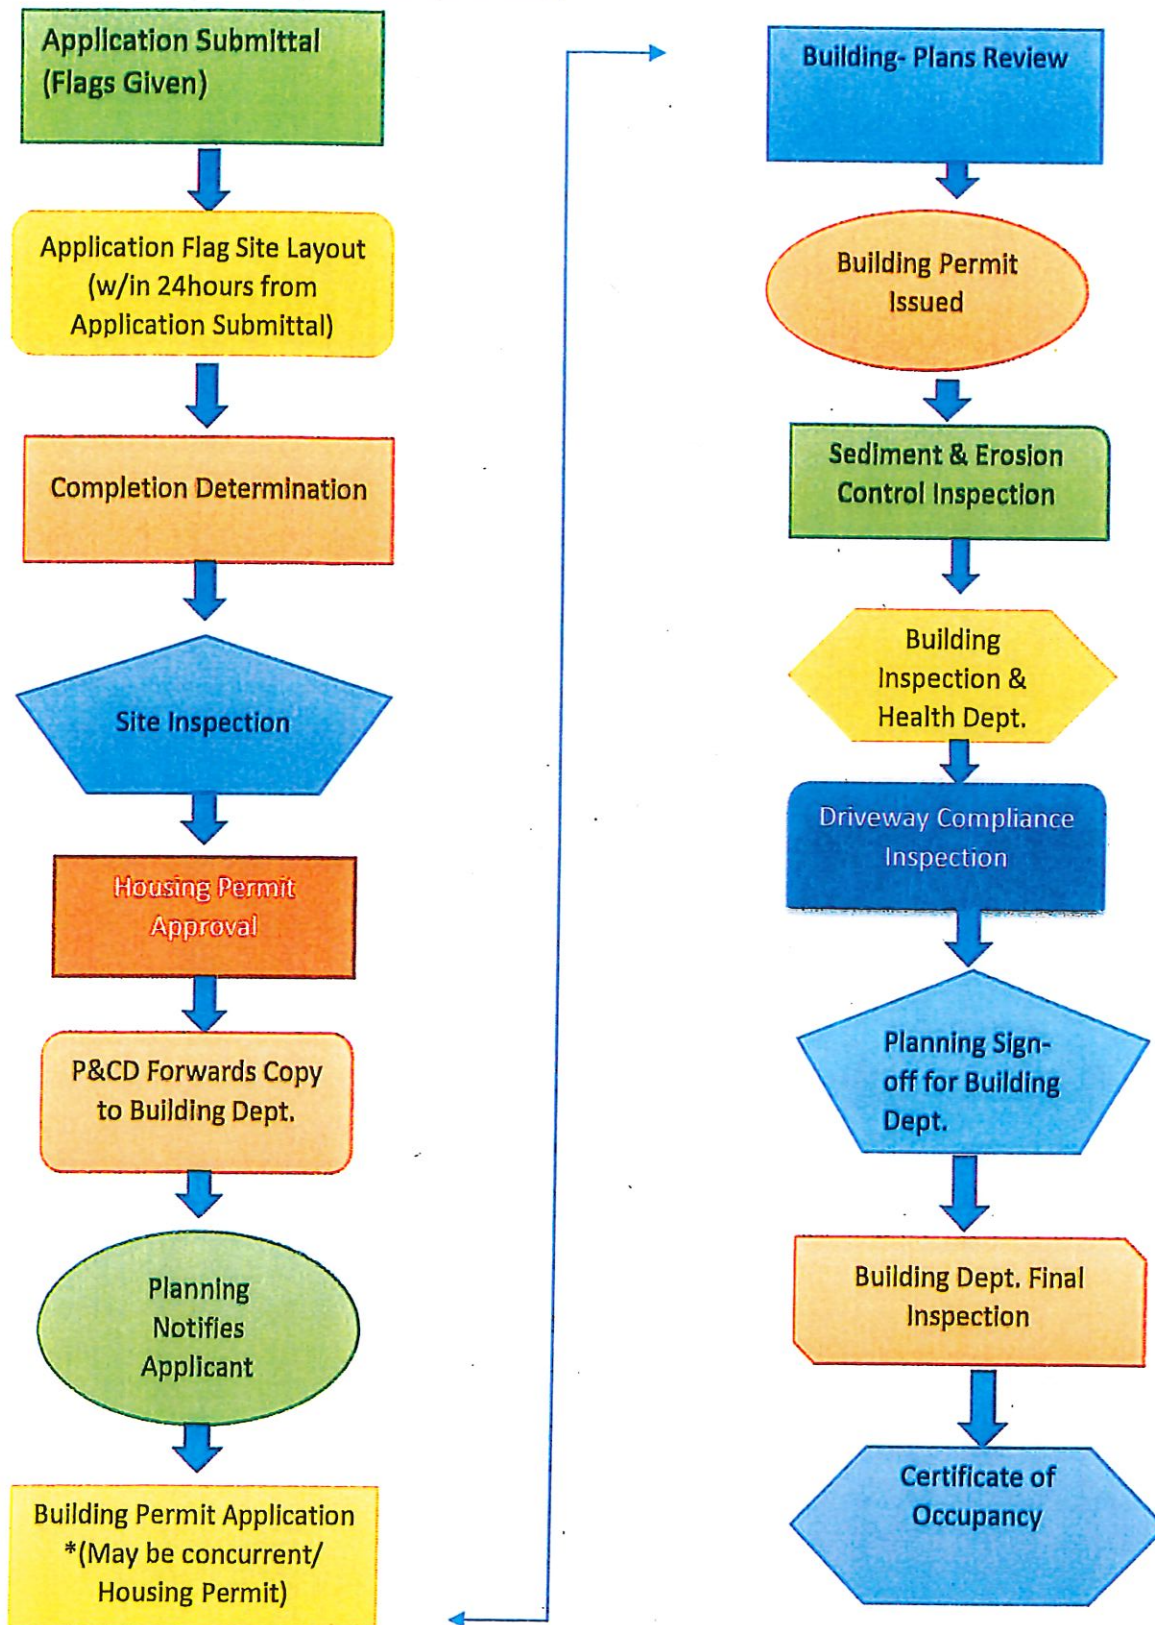 Application Submittal
(Flags Given)
Application Flag Site Layout
(w/in 24hours from
Application Submittal)
Completion Determination
Site Inspection
Housing Permit
Approval
P&CD Forwards Copy
to Building Dept.
Planning
Notifies
Applicant
Building Permit Application
*(May be concurrent/
Housing Permit)
Building- Plans Review
Building Permit
Issued
Sediment & Erosion
Control Inspection
Building
Inspection &
Health Dept.
Driveway Compliance
Inspection
Planning Sign-
off for Building
Dept.
Building Dept. Final
Inspection
Certificate of
Occupancy